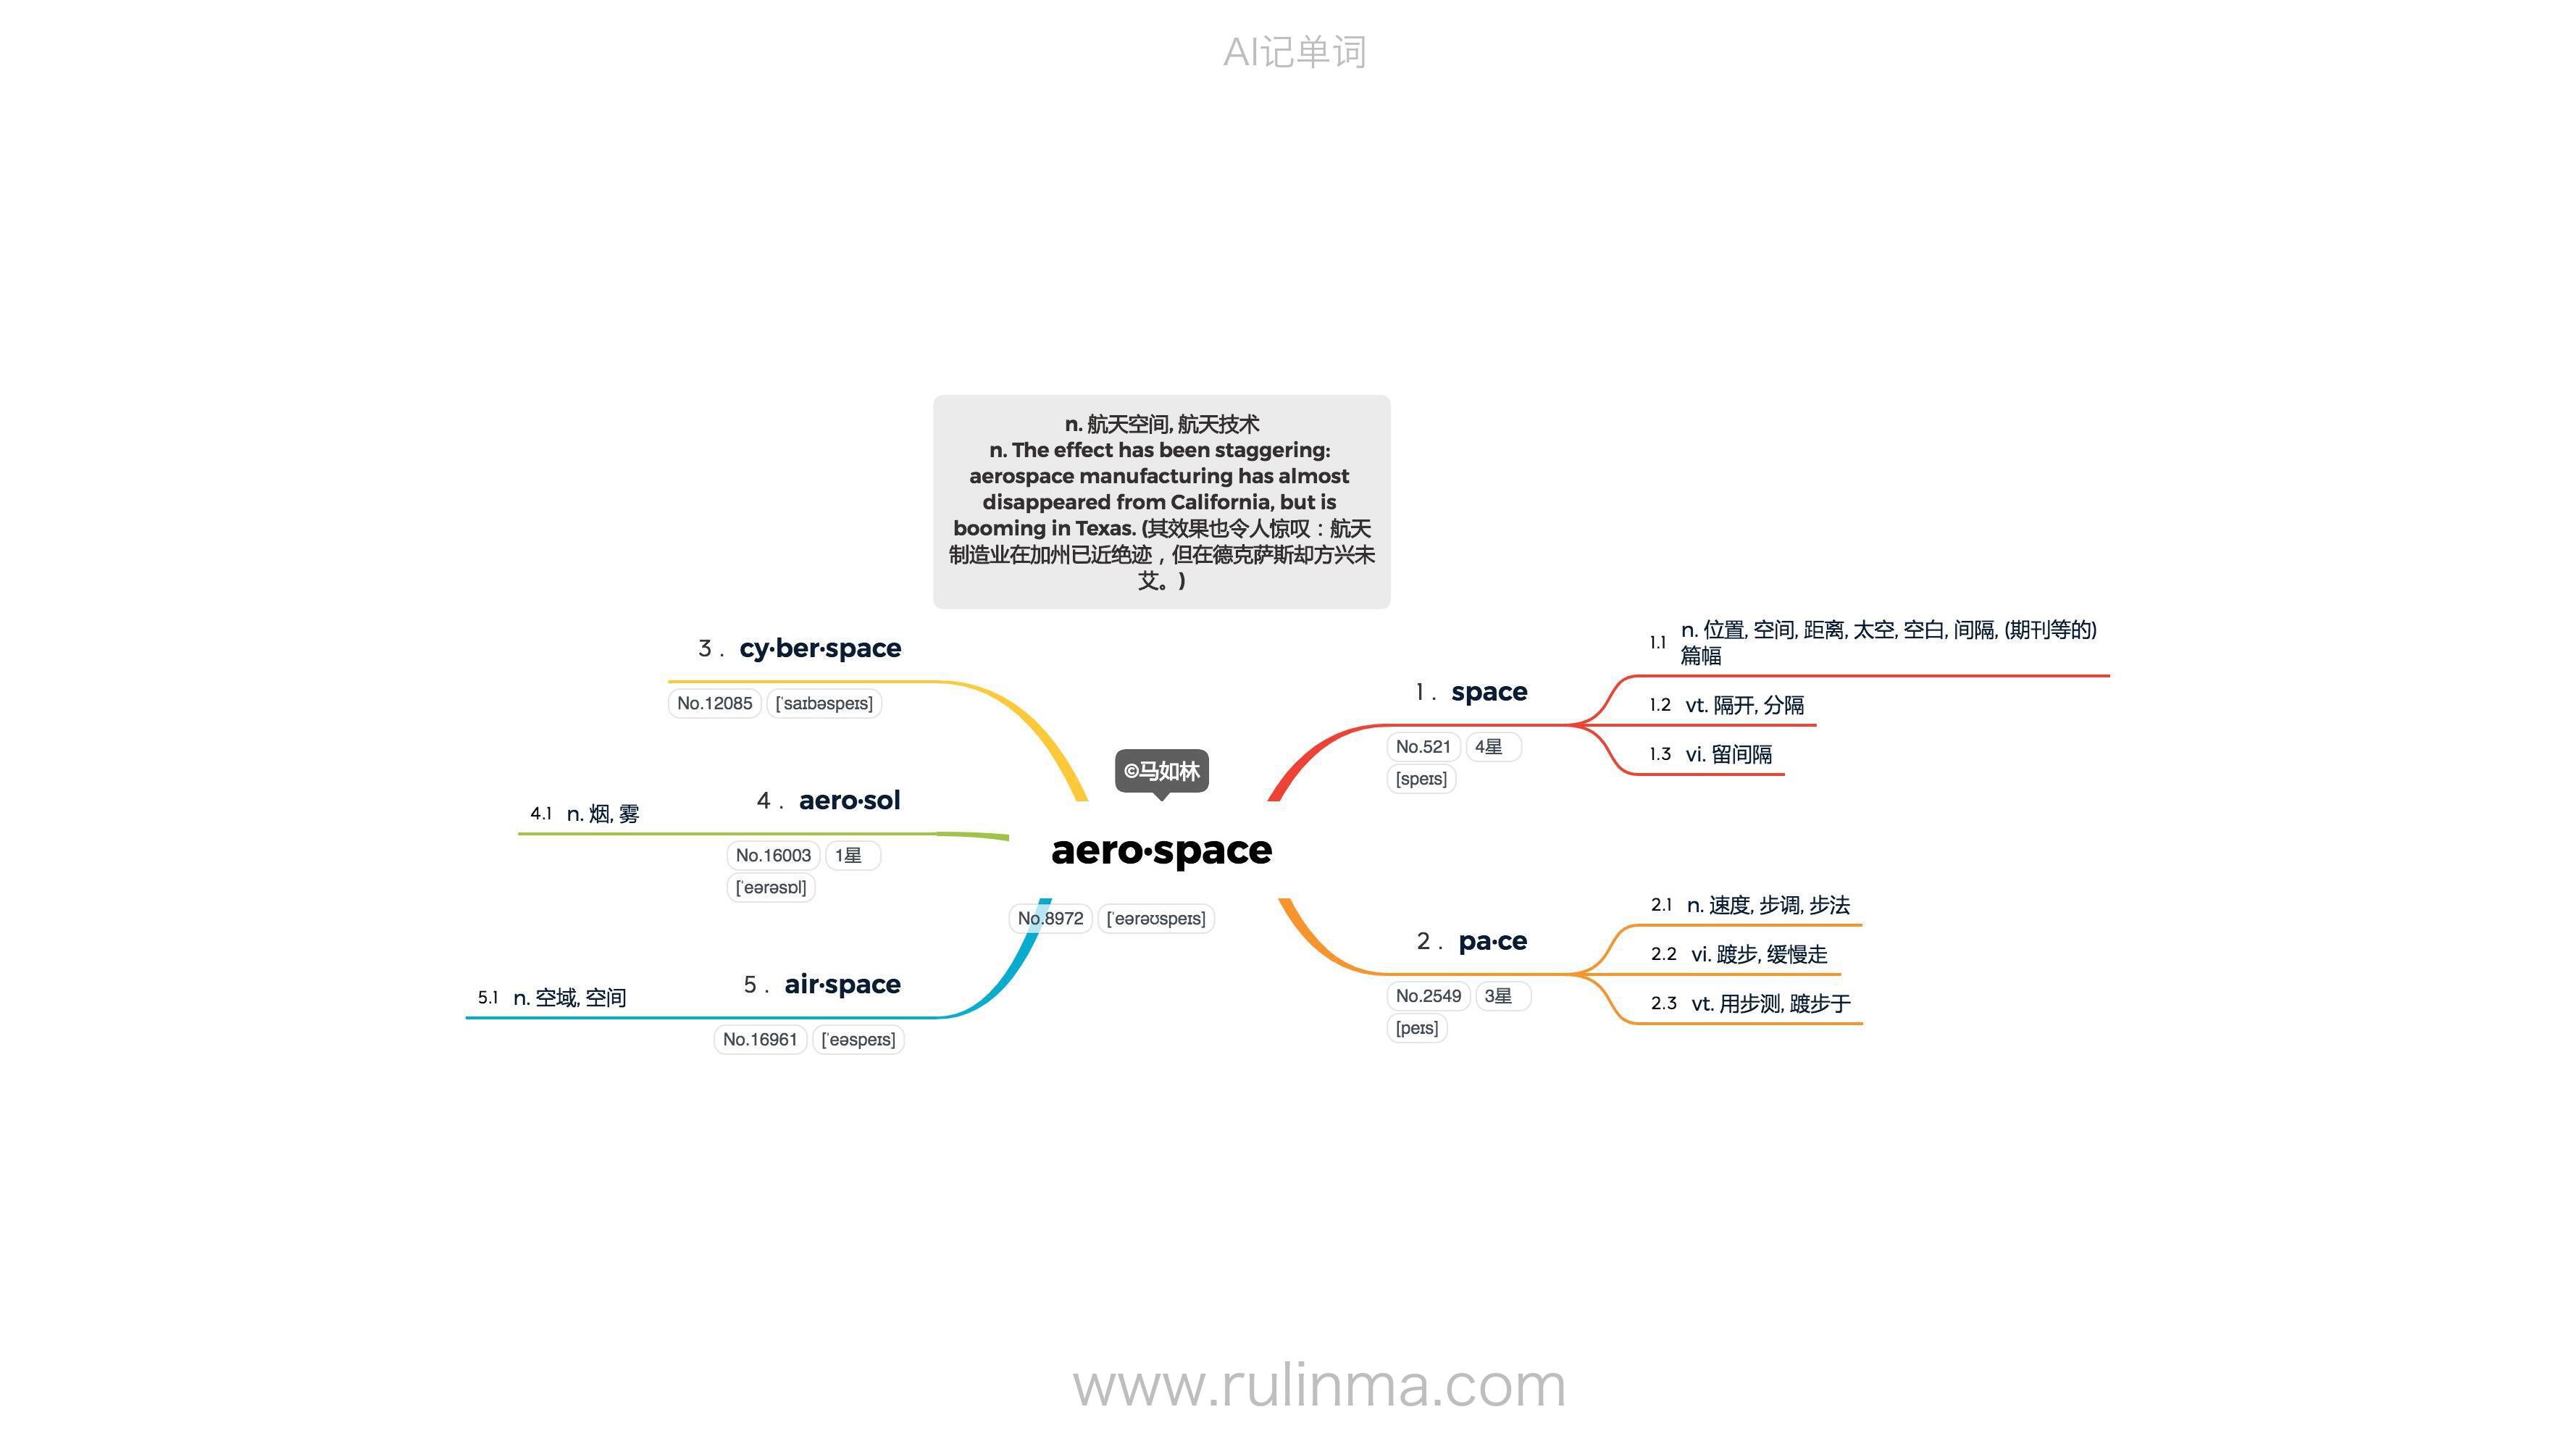 AI记单词
n. 航天空间, 航天技术
n. The effect has been staggering:
aerospace manufacturing has almost
disappeared from California, but is
booming in Texas. (其效果也令人惊叹：航天
制造业在加州已近绝迹，但在德克萨斯却方兴未
艾。)
©马如林
aero·space
No.8972 [ˈeərəʊspeɪs]
1 . space
No.521 4星
[speɪs]
1.1 n. 位置, 空间, 距离, 太空, 空白, 间隔, (期刊等的)
篇幅
1.2 vt. 隔开, 分隔
1.3 vi. 留间隔
2 . pa·ce
No.2549 3星
[peɪs]
2.1 n. 速度, 步调, 步法
2.2 vi. 踱步, 缓慢走
2.3 vt. 用步测, 踱步于
3 . cy·ber·space
No.12085 [ˈsaɪbəspeɪs]
4 . aero·sol
No.16003 1星
[ˈeərəsɒl]
4.1 n. 烟, 雾
5 . air·space
No.16961 [ˈeəspeɪs]
5.1 n. 空域, 空间
www.rulinma.com